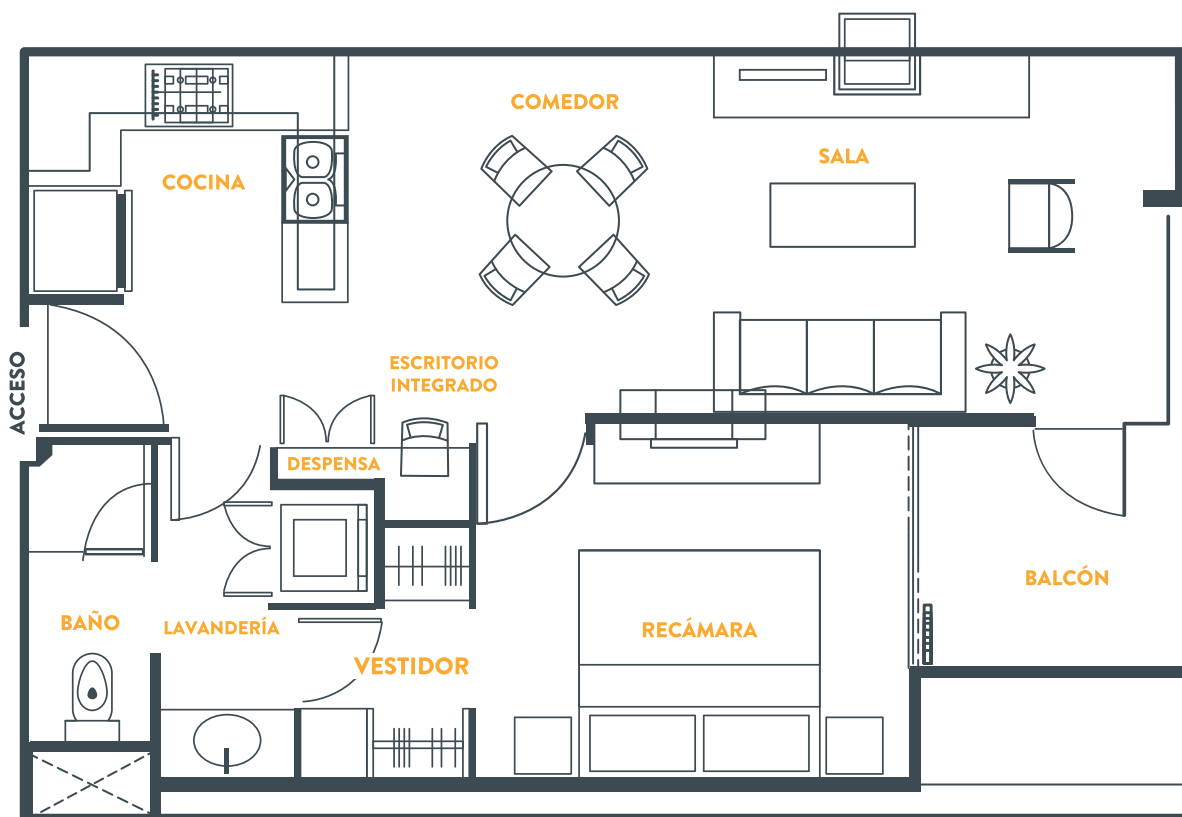 COMEDOR
SALA
COCINA
ACCESO
ESCRITORIO
INTEGRADO
DESPENSA
BALCÓN
BAÑO
LAVANDERÍA
RECÁMARA
VESTIDOR